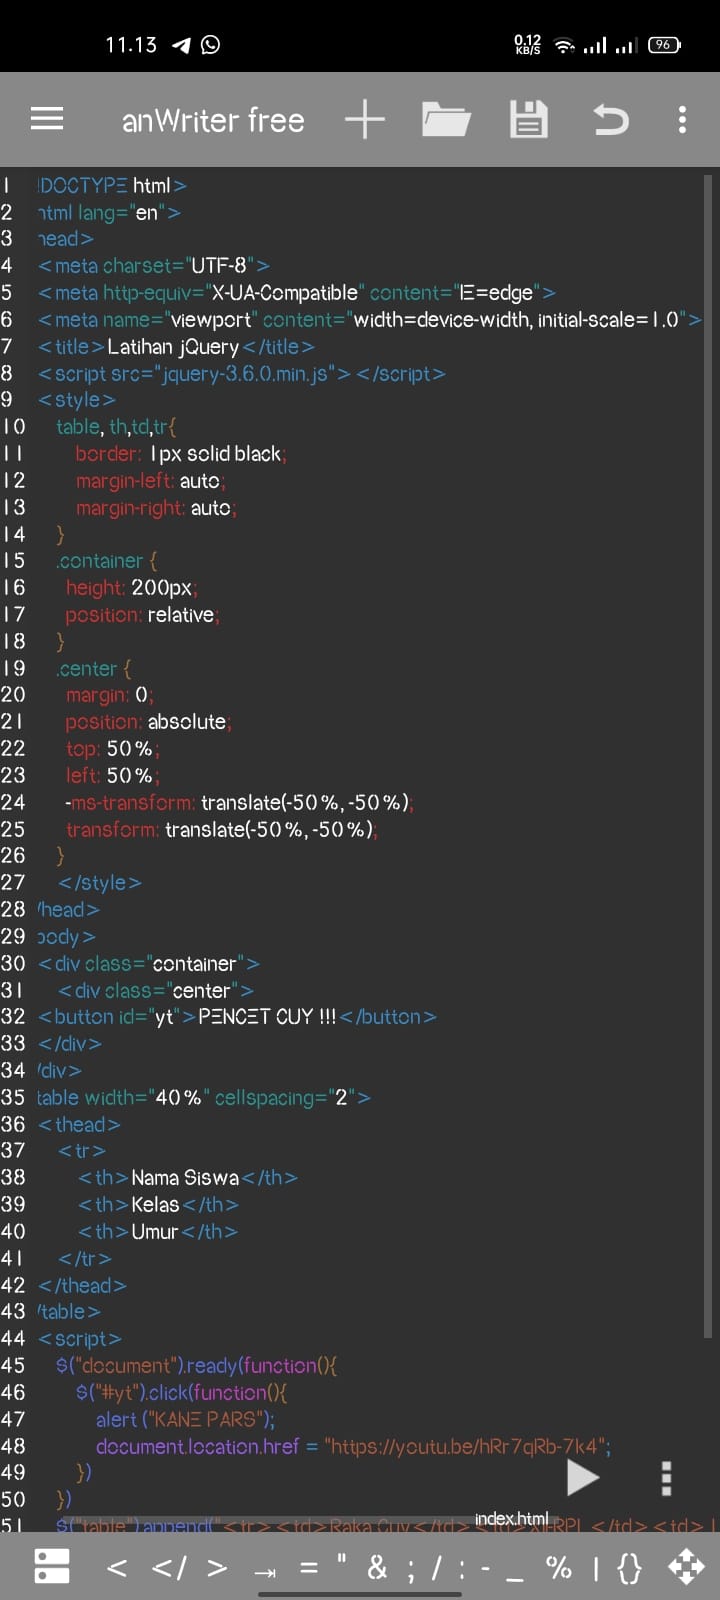 11.13 0.12 KB/S 96
anWriter free
1 !DOCTYPE html>
2 html lang="en">
3 head>
4 <meta charset="UTF-8">
5 <meta http-equiv="X-UA-Compatible" content="IE=edge">
6 <meta name="viewport" content="width=device-width, initial-scale=1.0">
7 <title>Latihan jQuery</title>
8 <script src="jquery-3.6.0.min.js"></script>
9 <style>
10 table, th,td,tr{
11 border: 1px solid black;
12 margin-left: auto;
13 margin-right: auto;
14 }
15 .container {
16 height: 200px;
17 position: relative;
18 }
19 .center {
20 margin: 0;
21 position: absolute;
22 top: 50%;
23 left: 50%;
24 -ms-transform: translate(-50%, -50%);
25 transform: translate(-50%, -50%);
26 }
27 </style>
28 /head>
29 body>
30 <div class="container">
31 <div class="center">
32 <button id="yt">PENCET CUY !!!</button>
33 </div>
34 /div>
35 table width="40%" cellspacing="2">
36 <thead>
37 <tr>
38 <th>Nama Siswa</th>
39 <th>Kelas</th>
40 <th>Umur</th>
41 </tr>
42 </thead>
43 /table>
44 <script>
45 $("document").ready(function(){
46 $("#yt").click(function(){
47 alert ("KANE PARS");
48 document.location.href = "https://youtu.be/hRr7qRb-7k4";
49 })
50 })
index.html
51 $("table").append("<tr><td>Raka Cuy</td><td>XIIRPL</td><td>
< </ > ⇥ = " & ; / : - _ % | {}